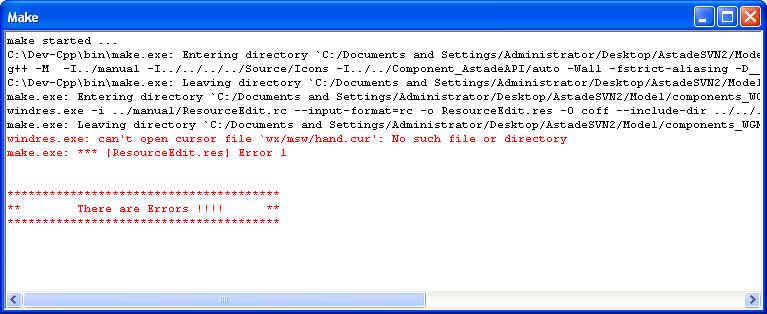 Make
make started ...
C:\Dev-Cpp\bin\make.exe: Entering directory `C:/Documents and Settings/Administrator/Desktop/AstadeSVN2/Mode
g++ -M  -I../manual -I../../../../Source/Icons -I../../Component_AstadeAPI/auto -Wall -fstrict-aliasing -D__
C:\Dev-Cpp\bin\make.exe: Leaving directory `C:/Documents and Settings/Administrator/Desktop/AstadeSVN2/Model
make.exe: Entering directory `C:/Documents and Settings/Administrator/Desktop/AstadeSVN2/Model/components_WG
windres.exe -i ../manual/ResourceEdit.rc --input-format=rc -o ResourceEdit.res -O coff --include-dir ../../.
make.exe: Leaving directory `C:/Documents and Settings/Administrator/Desktop/AstadeSVN2/Model/components_WGM
windres.exe: can't open cursor file `wx/msw/hand.cur': No such file or directory
make.exe: *** [ResourceEdit.res] Error 1
***************************************
**        There are Errors !!!!      **
***************************************